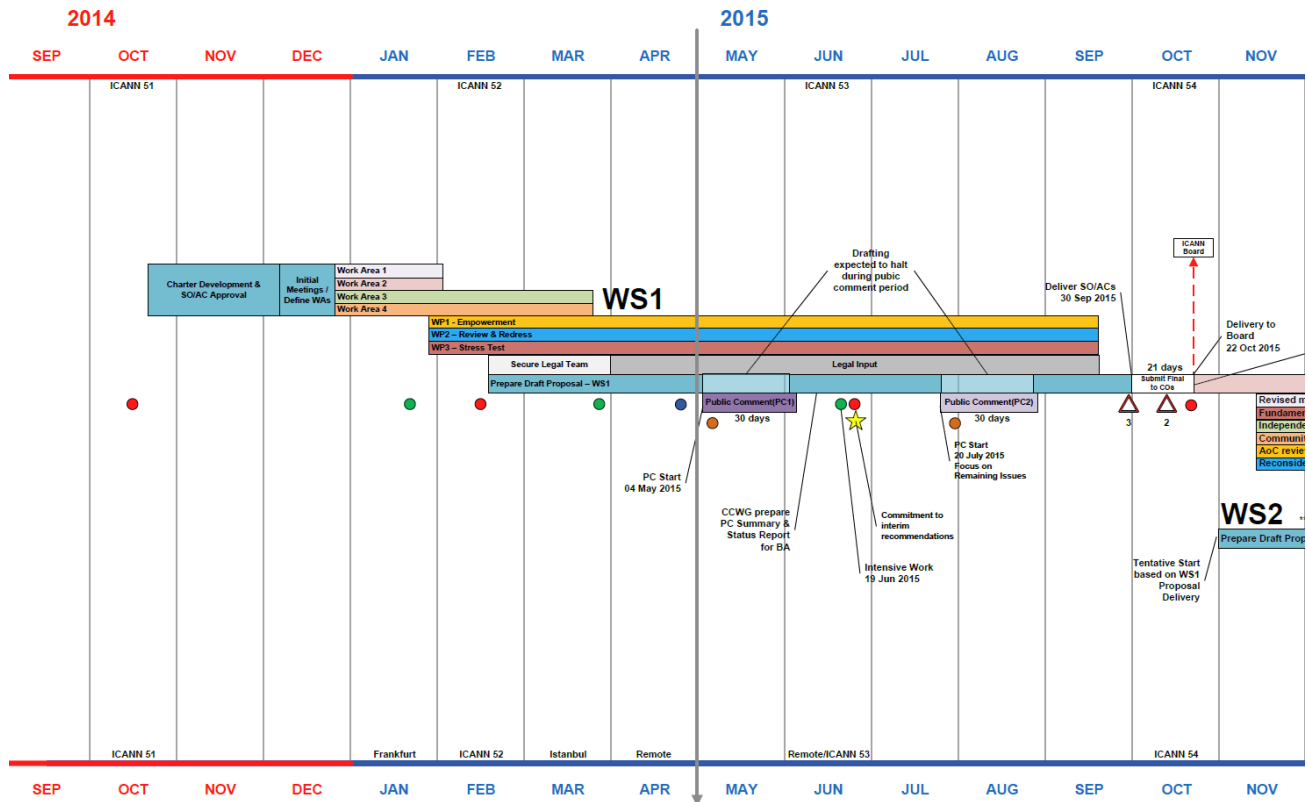 2014
2015
SEP OCT NOV DEC JAN FEB MAR APR MAY JUN JUL AUG SEP OCT NOV
ICANN 51
ICANN 52
ICANN 53
ICANN 54
ICANN
Board
Drafting
expected to halt
during pubic
comment period
Deliver SO/ACs
30 Sep 2015
Delivery to
Board
22 Oct 2015
Charter Development &
SO/AC Approval
Initial
Meetings /
Define WAs
Work Area 1
Work Area 2
Work Area 3
Work Area 4
WS1
WP1 - Empowerment
WP2 – Review & Redress
WP3 – Stress Test
Secure Legal Team
Legal Input
Prepare Draft Proposal – WS1
21 days
Submit Final
to COs
Public Comment(PC1)
30 days
Public Comment(PC2)
30 days
3
2
Revised m
Fundamen
Independe
Communit
AoC review
Reconside
PC Start
04 May 2015
PC Start
20 July 2015
Focus on
Remaining Issues
CCWG prepare
PC Summary &
Status Report
for BA
Commitment to
interim
recommendations
Intensive Work
19 Jun 2015
WS2
Prepare Draft Prop
Tentative Start
based on WS1
Proposal
Delivery
ICANN 51
Frankfurt
ICANN 52
Istanbul
Remote
Remote/ICANN 53
ICANN 54
SEP OCT NOV DEC JAN FEB MAR APR MAY JUN JUL AUG SEP OCT NOV